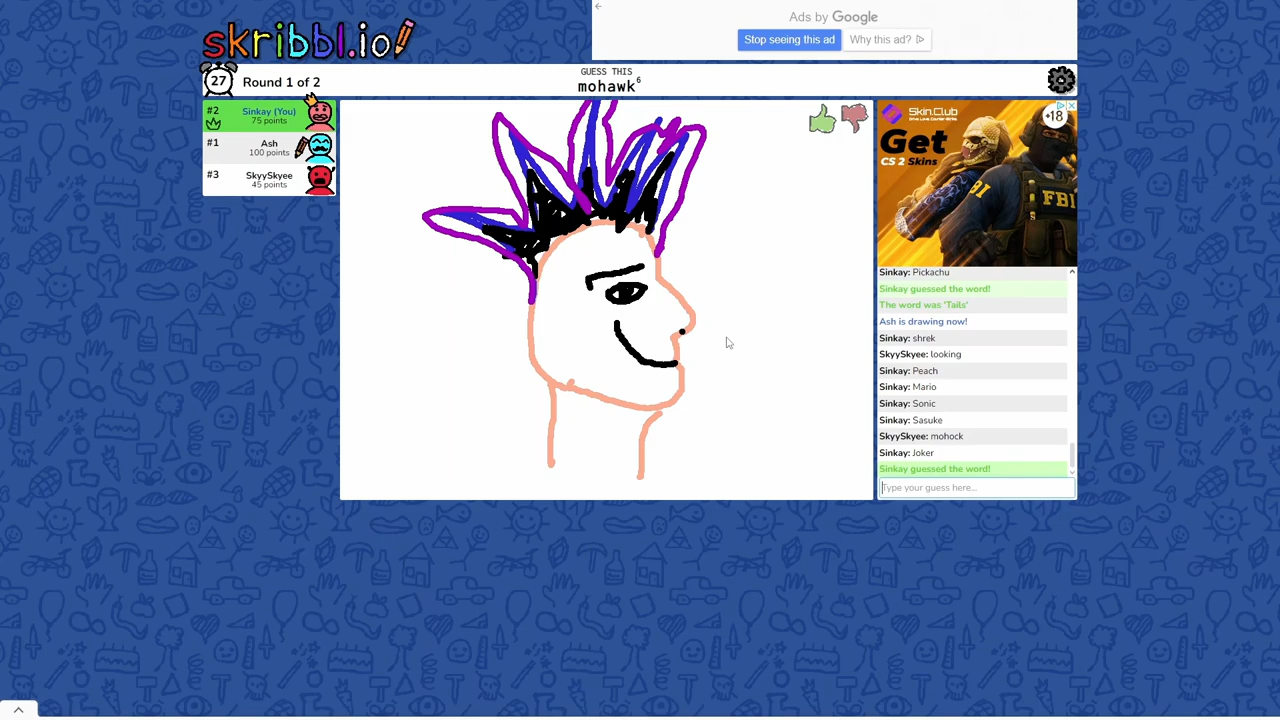 Ads by Google
Stop seeing this ad
Why this ad?
skribbl.io
27
Round 1 of 2
GUESS THIS
mohawk6
#2
Sinkay (You)
75 points
#1
Ash
100 points
#3
SkyySkyee
45 points
Skin.Club
+18
Get
CS 2 Skins
FBI
Sinkay: Pickachu
Sinkay guessed the word!
The word was 'Tails'
Ash is drawing now!
Sinkay: shrek
SkyySkyee: looking
Sinkay: Peach
Sinkay: Mario
Sinkay: Sonic
Sinkay: Sasuke
SkyySkyee: mohock
Sinkay: Joker
Sinkay guessed the word!
Type your guess here...